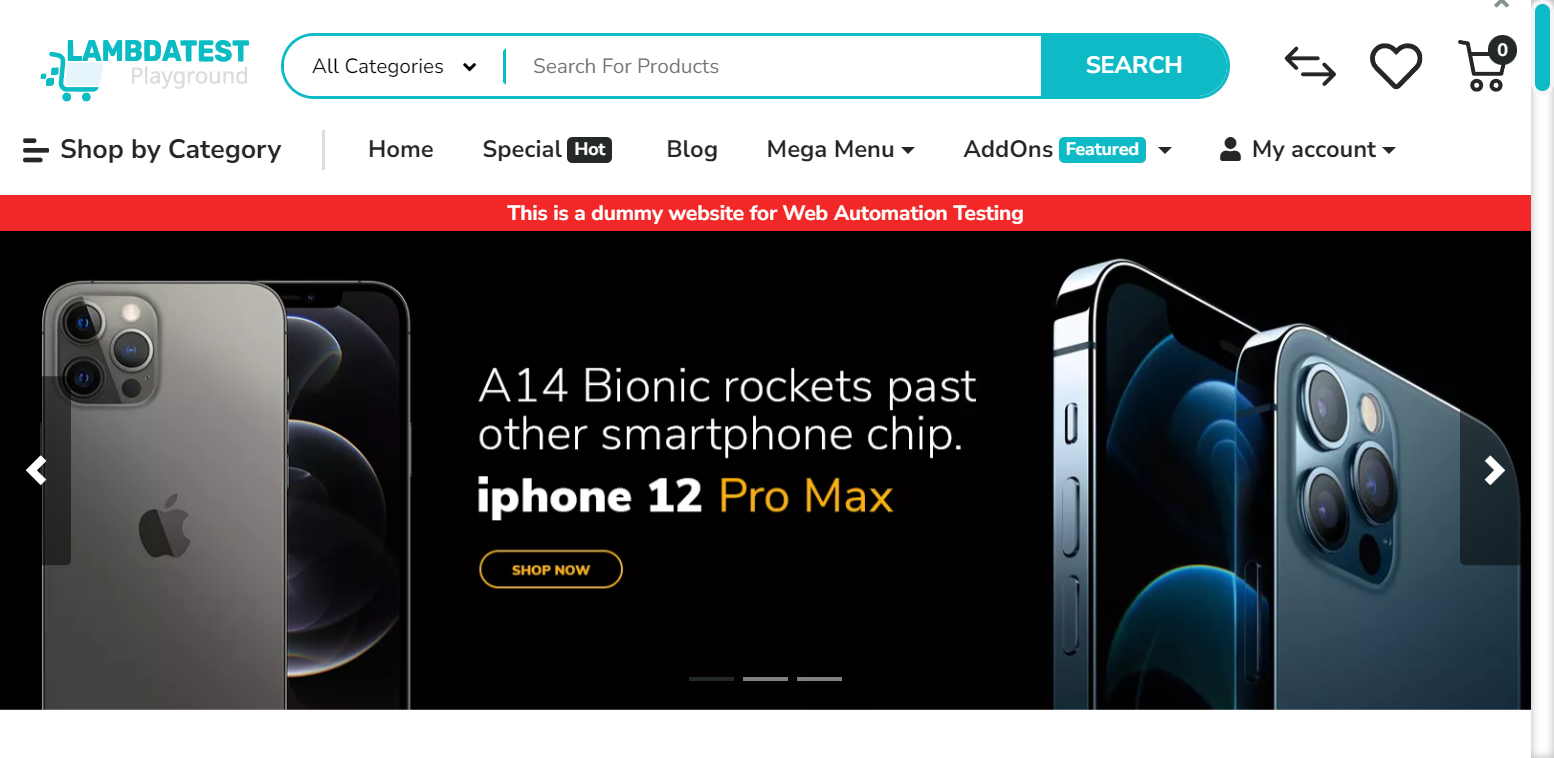 LAMBDATEST
Playground
All Categories
Search For Products
SEARCH
0
Shop by Category
Home
Special Hot
Blog
Mega Menu
AddOns Featured
My account
This is a dummy website for Web Automation Testing
A14 Bionic rockets past
other smartphone chip.
iphone 12 Pro Max
SHOP NOW